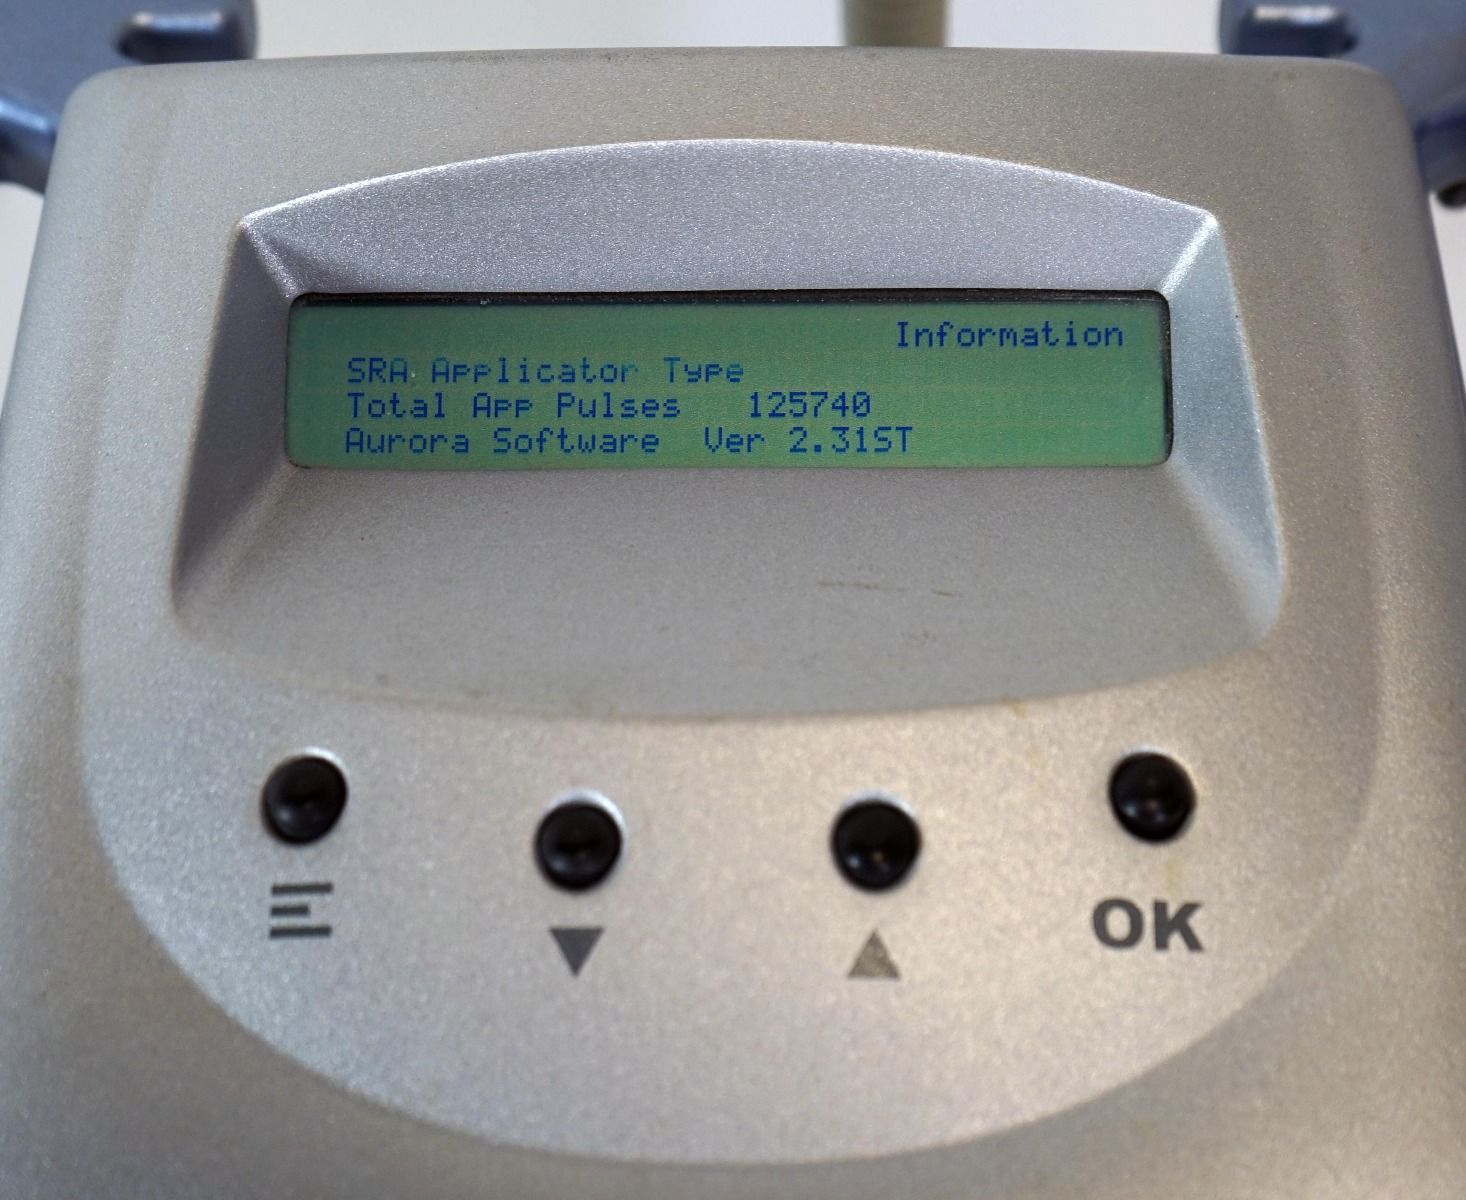 Information
SRA Applicator Type
Total App Pulses 125740
Aurora Software Ver 2.31ST
OK